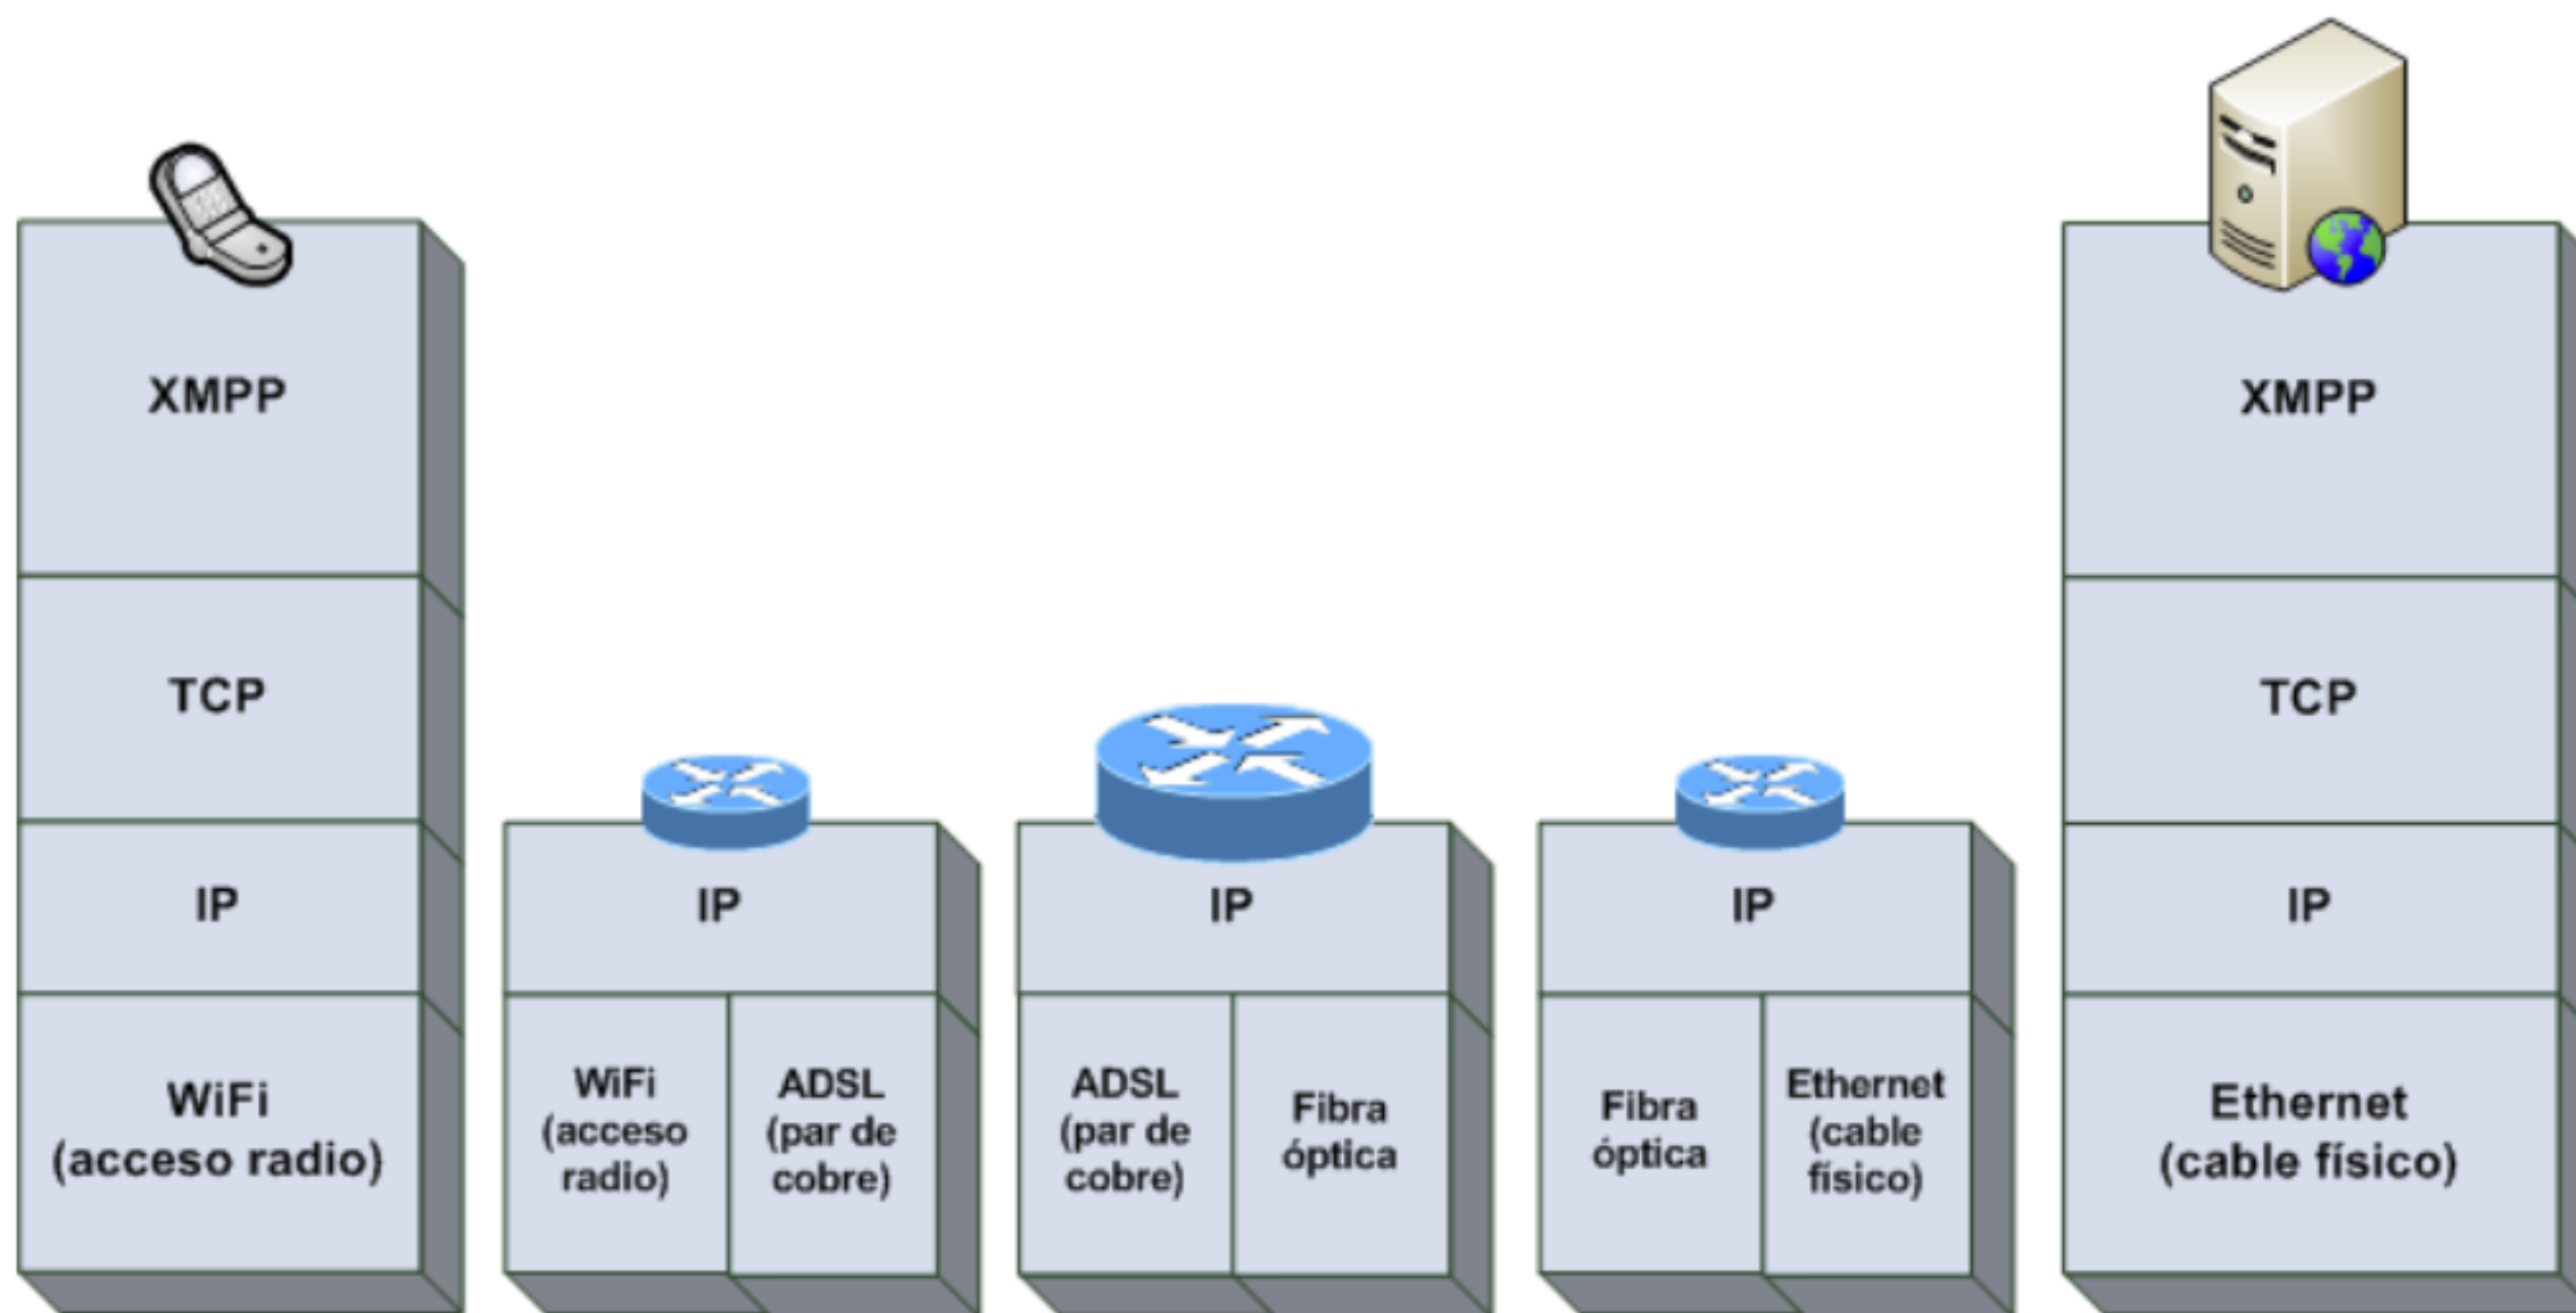 XMPP
TCP
IP
WiFi
(acceso radio)
IP
WiFi
(acceso
radio)
ADSL
(par de
cobre)
IP
ADSL
(par de
cobre)
Fibra
óptica
IP
Fibra
óptica
Ethernet
(cable
físico)
XMPP
TCP
IP
Ethernet
(cable físico)